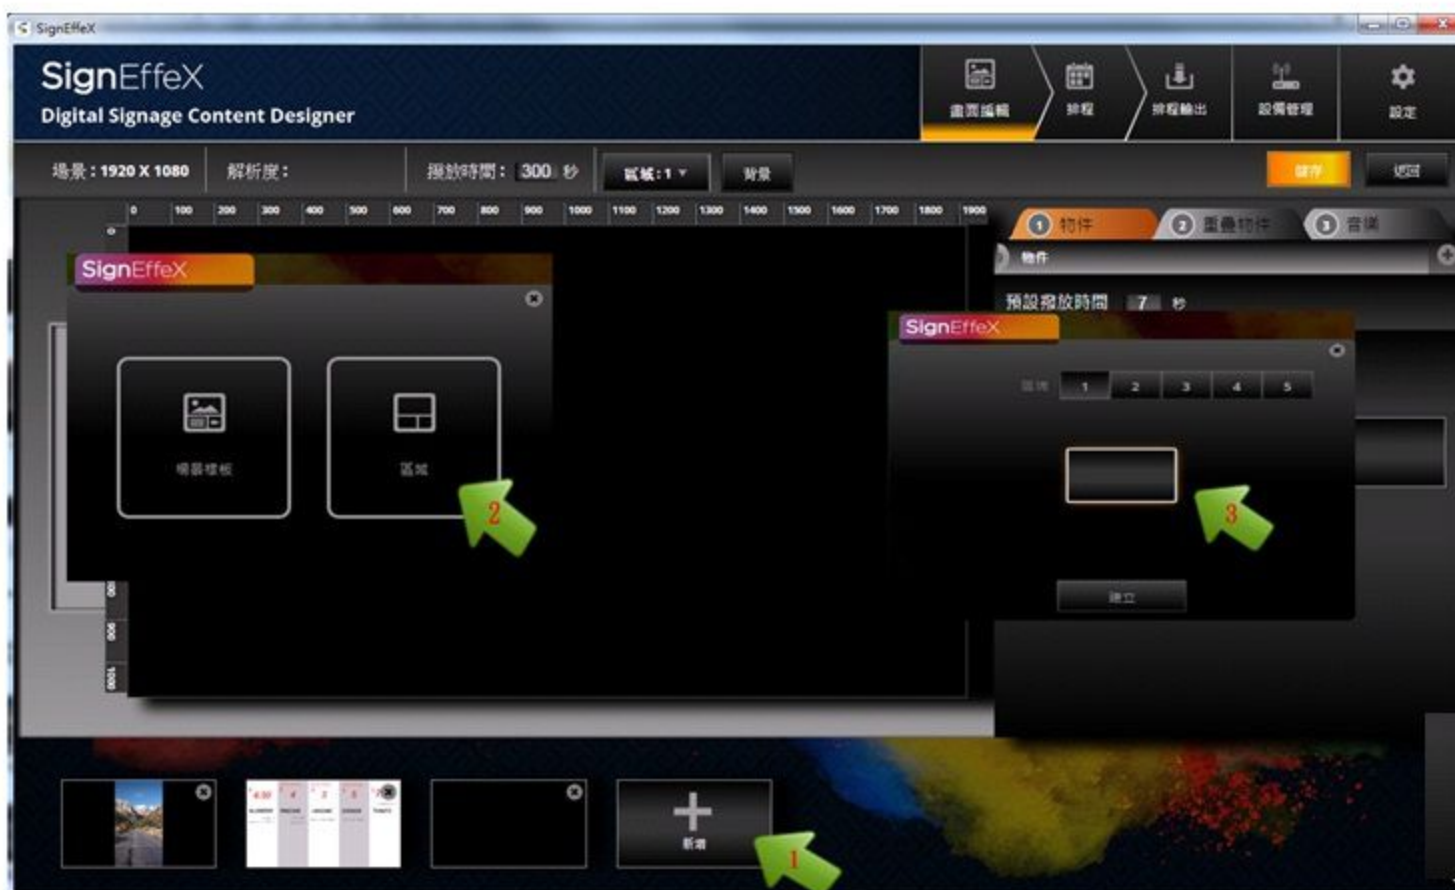 SignEffeX
SignEffeX
Digital Signage Content Designer
畫面編輯
排程
排程輸出
設備管理
設定
場景：1920 X 1080
解析度：
播放時間： 300 秒
區域：1
背景
儲存
返回
0 100 200 300 400 500 600 700 800 900 1000 1100 1200 1300 1400 1500 1600 1700 1800 1900
0
900
1000
1 物件
2 重疊物件
3 音樂
物件
預設播放時間 7 秒
SignEffeX
場景樣板
區域
2
SignEffeX
區塊 1 2 3 4 5
3
建立
新增
1